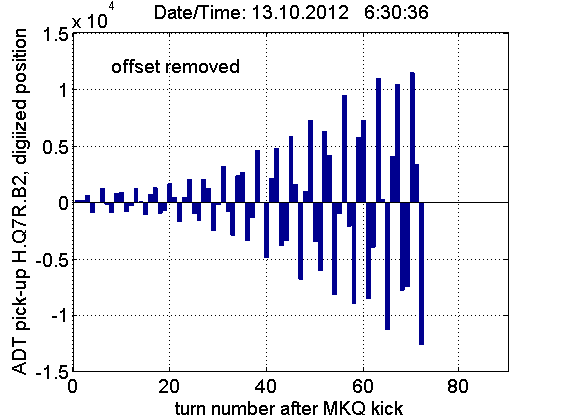 Date/Time: 13.10.2012 6:30:36
x 10^4
offset removed
ADT pick-up H.Q7R.B2, digiized position
1.5
1
0.5
0
-0.5
-1
-1.5
0 20 40 60 80
turn number after MKQ kick